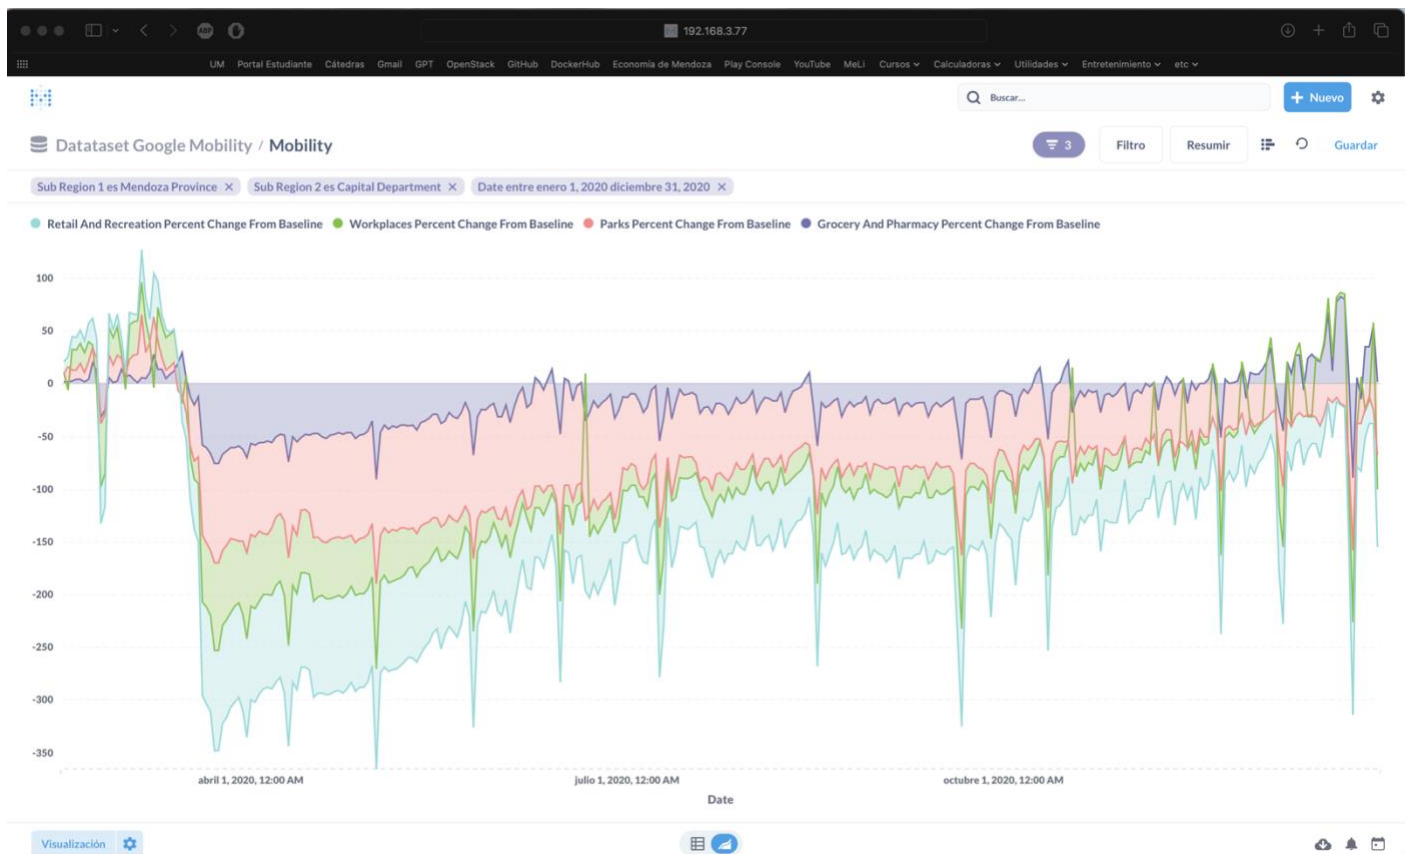 192.168.3.77
UM Portal Estudiante Cátedras Gmail GPT OpenStack GitHub DockerHub Economía de Mendoza Play Console YouTube MeLi Cursos Calculadoras Utilidades Entretenimiento etc
ABP
Buscar...
+ Nuevo
Datataset Google Mobility / Mobility
3
Filtro
Resumir
Guardar
Sub Region 1 es Mendoza Province × Sub Region 2 es Capital Department × Date entre enero 1, 2020 diciembre 31, 2020 ×
Retail And Recreation Percent Change From Baseline Workplaces Percent Change From Baseline Parks Percent Change From Baseline Grocery And Pharmacy Percent Change From Baseline
100
50
0
-50
-100
-150
-200
-250
-300
-350
abril 1, 2020, 12:00 AM julio 1, 2020, 12:00 AM octubre 1, 2020, 12:00 AM
Date
Visualización